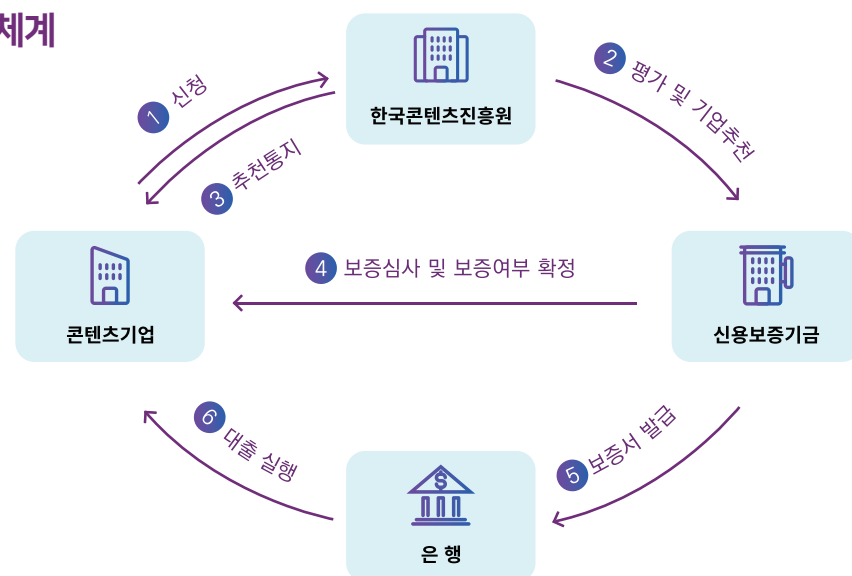 체계
한국콘텐츠진흥원
1 신청
2 평가 및 기업추천
3 추천통지
4 보증심사 및 보증여부 확정
콘텐츠기업
신용보증기금
5 보증서 발급
6 대출 실행
은 행